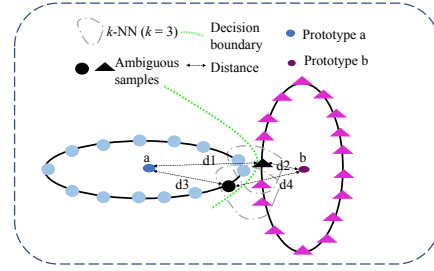 k-NN (k = 3)
Decision boundary
Prototype a
Ambiguous samples
Distance
Prototype b
a
b
d1
d2
d3
d4